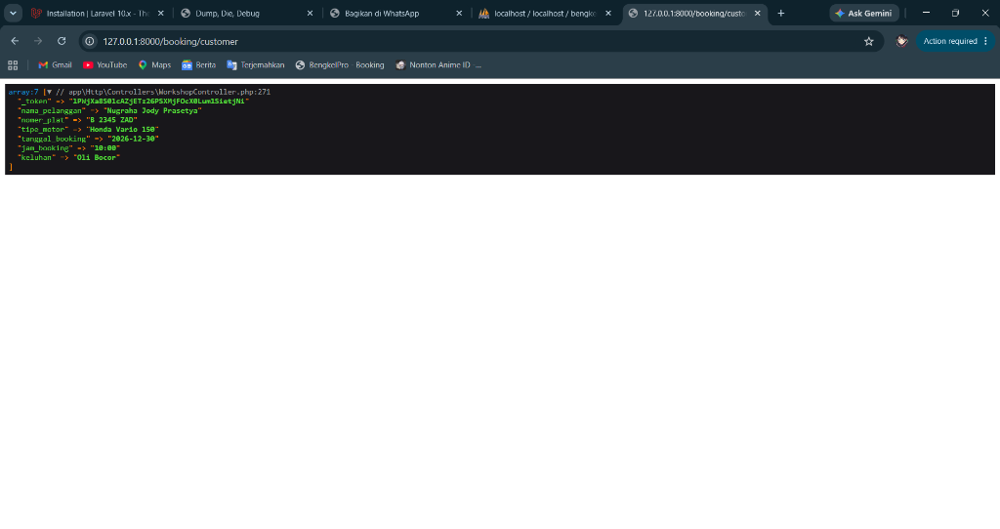 Installation | Laravel 10.x - The
Dump, Die, Debug
Bagikan di WhatsApp
localhost / localhost / bengke
127.0.0.1:8000/booking/custo
Ask Gemini
127.0.0.1:8000/booking/customer
Action required
Gmail
YouTube
Maps
Berita
Terjemahkan
BengkelPro - Booking
Nonton Anime ID ...
array:7 [▼ // app\Http\Controllers\WorkshopController.php:271
"_token" => 
"nama_pelanggan" => "Nugraha Jody Prasetya"
"nomer_plat" => "B 2345 ZAD"
"tipe_motor" => "Honda Vario 150"
"tanggal_booking" => "2026-12-30"
"jam_booking" => "10:00"
"keluhan" => "Oli Bocor"
]